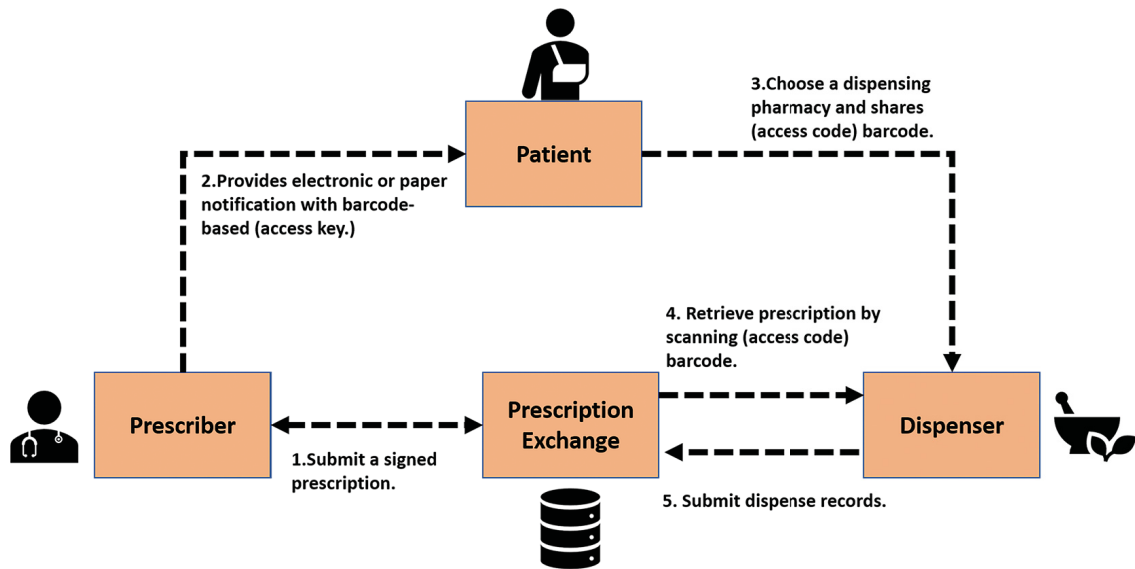 Patient
3.Choose a dispensing
pharmacy and shares
(access code) barcode.
2.Provides electronic or paper
notification with barcode-
based (access key.)
4. Retrieve prescription by
scanning (access code)
barcode.
Prescriber
Prescription
Exchange
Dispenser
1.Submit a signed
prescription.
5. Submit dispense records.